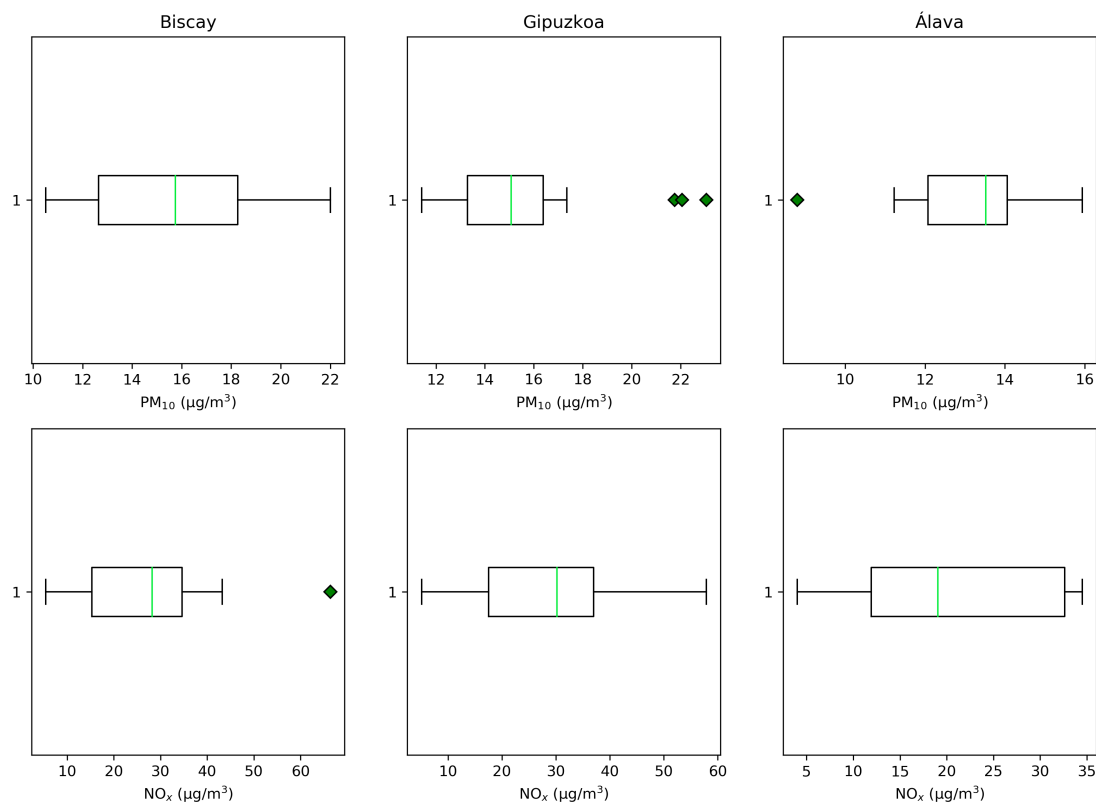 Biscay Gipuzkoa Álava
1 1 1
10 12 14 16 18 20 22 12 14 16 18 20 22 10 12 14 16
PM₁₀ (µg/m³) PM₁₀ (µg/m³) PM₁₀ (µg/m³)
1 1 1
10 20 30 40 50 60 10 20 30 40 50 60 5 10 15 20 25 30 35
NOₓ (µg/m³) NOₓ (µg/m³) NOₓ (µg/m³)